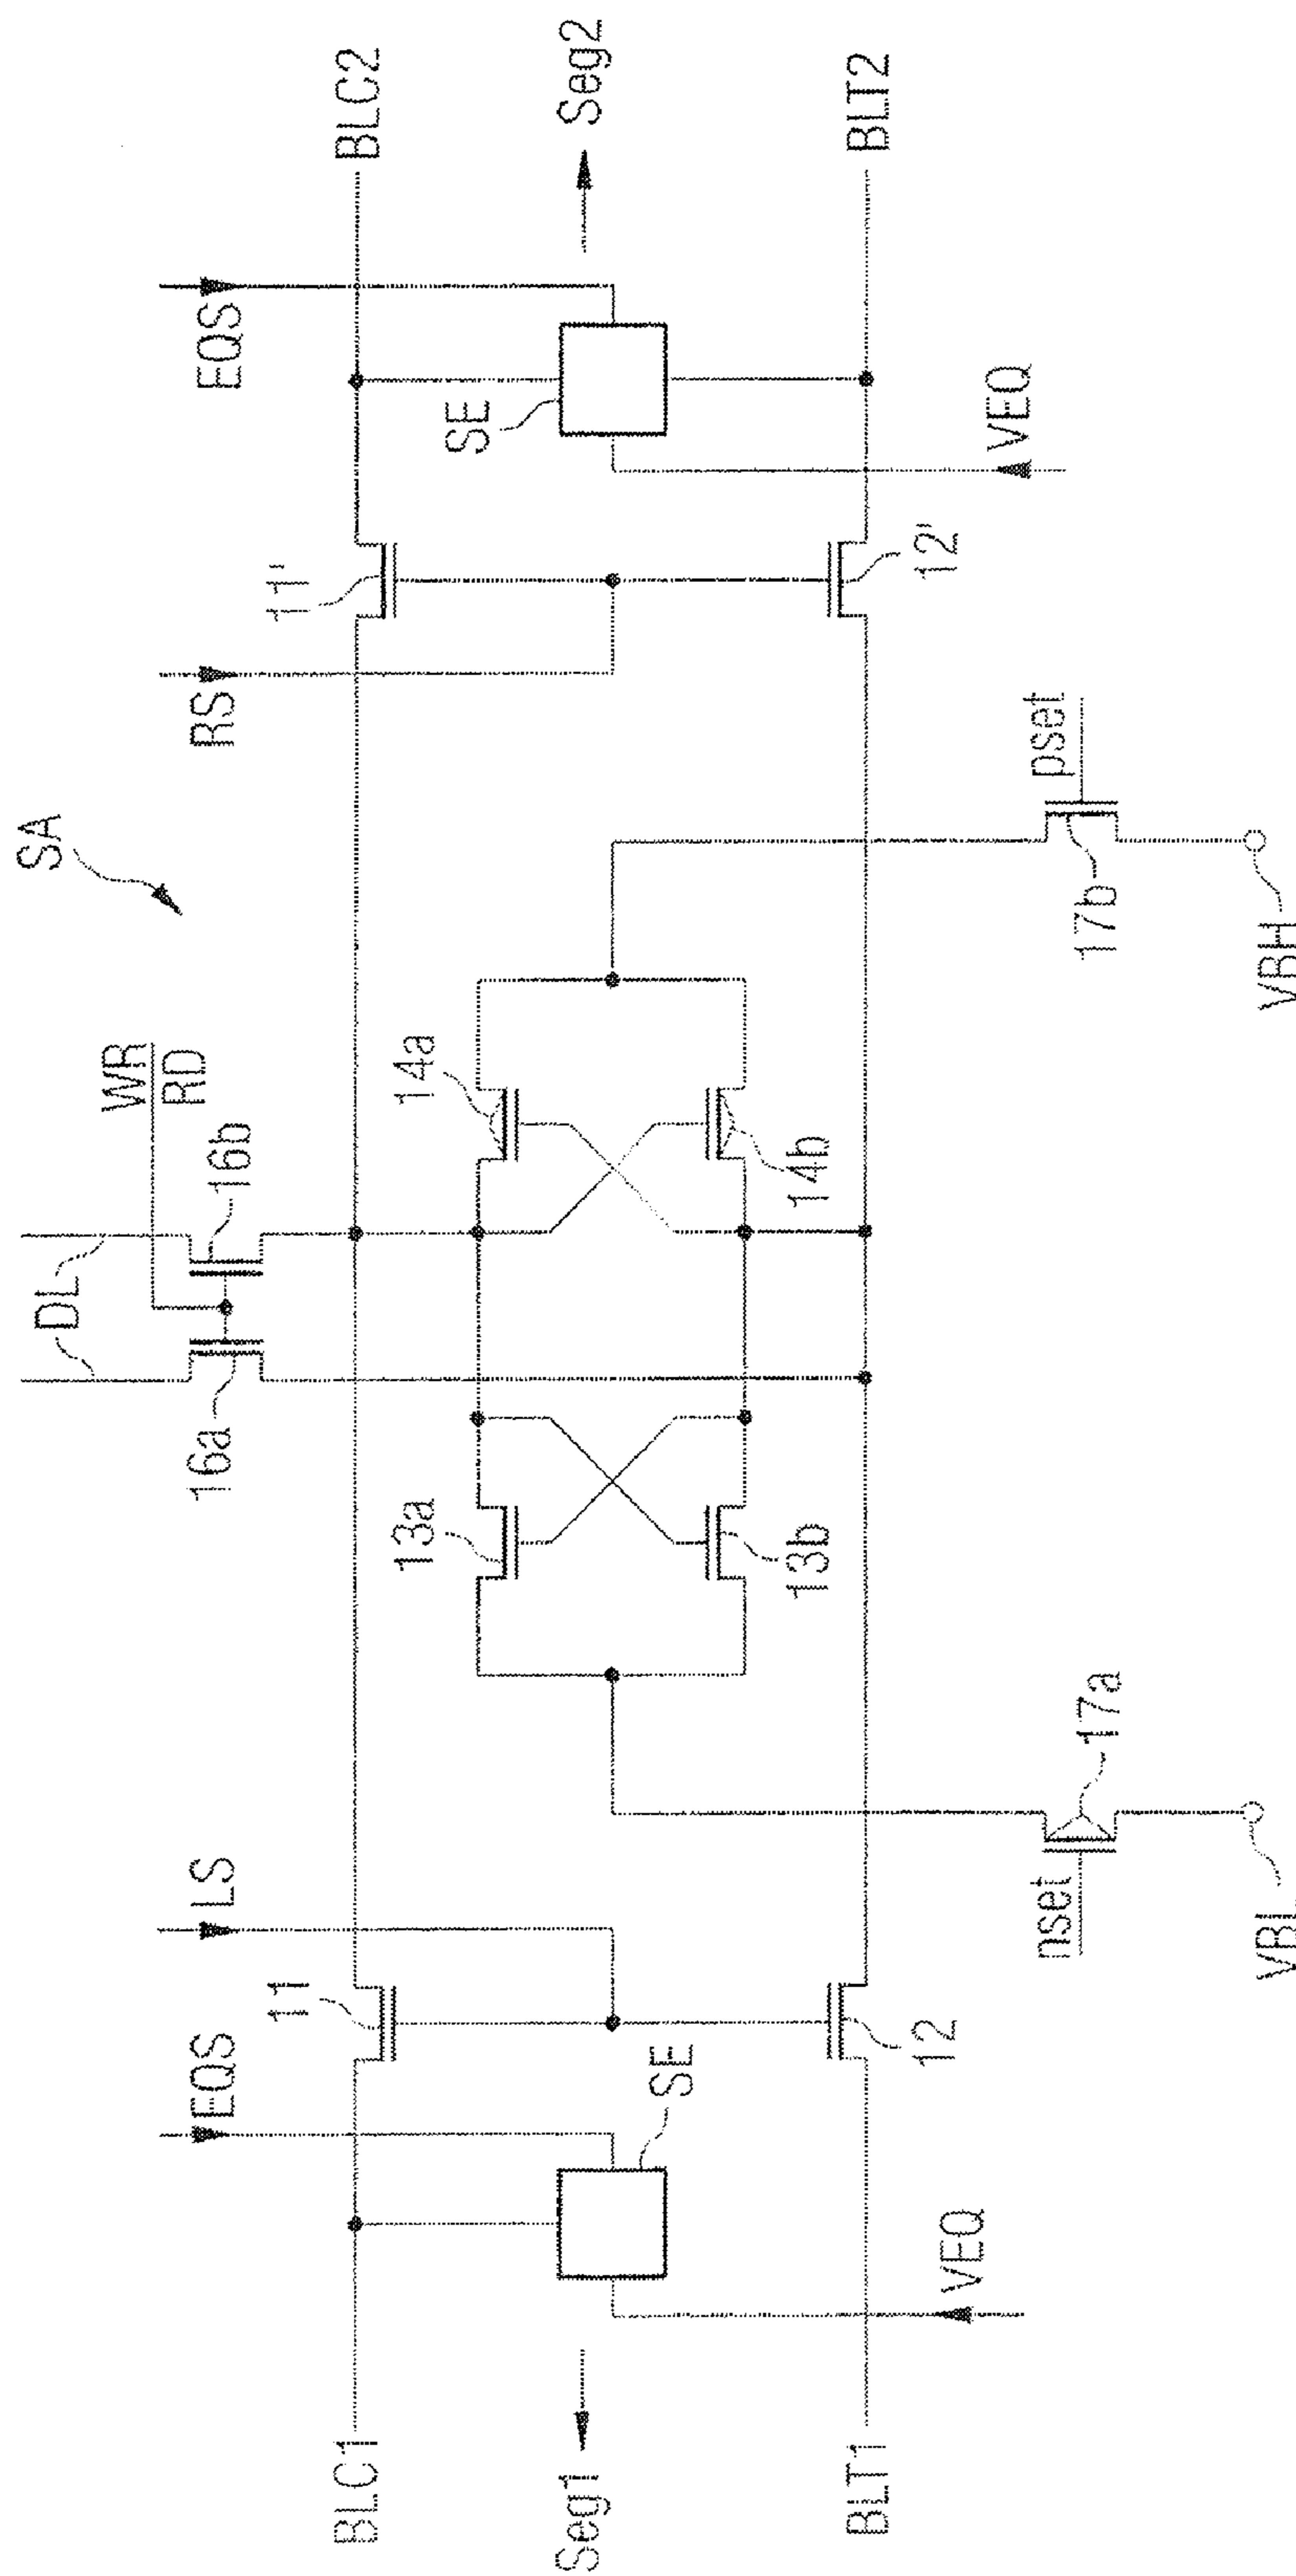 SA
WR
RD
DL
16a
16b
EQS
LS
RS
EQS
BLC1
11
11'
BLC2
13a
14a
SE
SE
Seg1
Seg2
13b
14b
BLT1
12
12'
BLT2
VEQ
VEQ
nset
17a
17b
pset
VBL
VBH